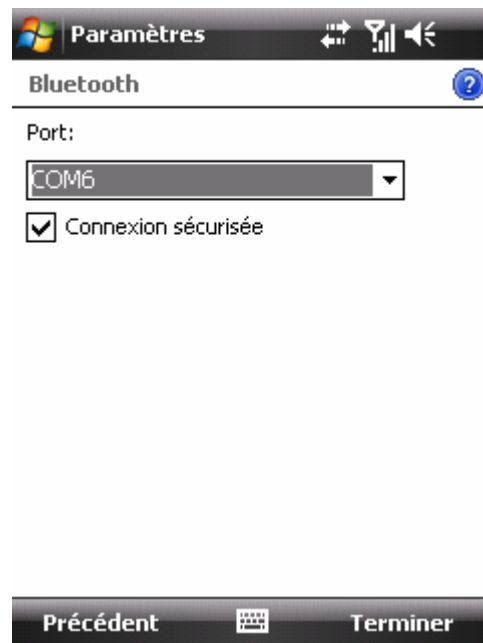 Paramètres
Bluetooth
?
Port:
COM6
Connexion sécurisée
Précédent Terminer